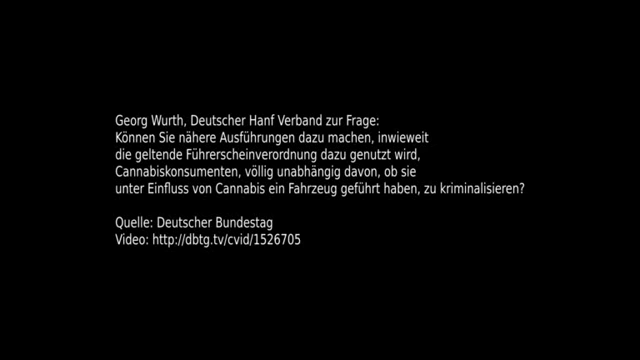 Georg Wurth, Deutscher Hanf Verband zur Frage:
Können Sie nähere Ausführungen dazu machen, inwieweit
die geltende Führerscheinverordnung dazu genutzt wird,
Cannabiskonsumenten, völlig unabhängig davon, ob sie
unter Einfluss von Cannabis ein Fahrzeug geführt haben, zu kriminalisieren?
Quelle: Deutscher Bundestag
Video: http://dbtg.tv/cvid/1526705